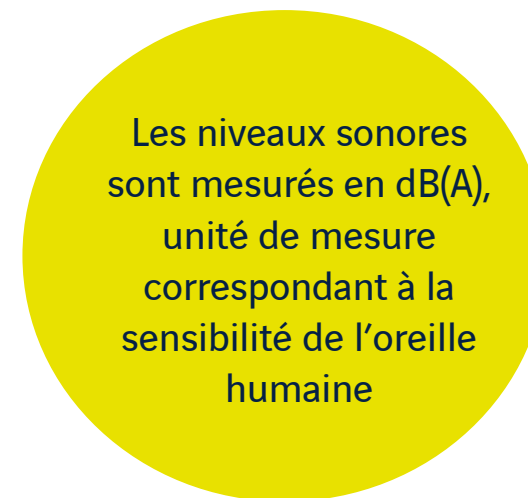 Les niveaux sonores
sont mesurés en dB(A),
unité de mesure
correspondant à la
sensibilité de l’oreille
humaine